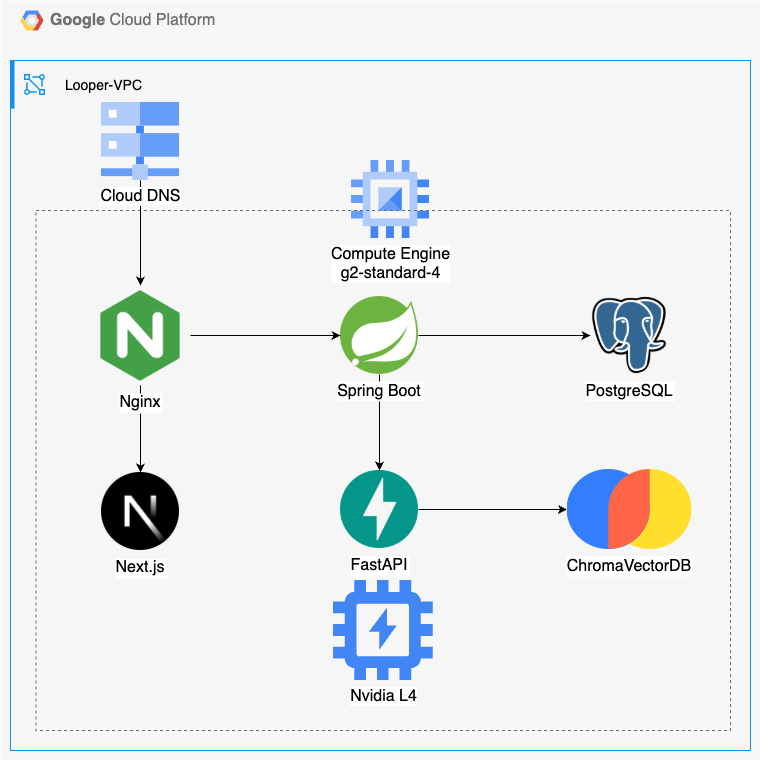 Google Cloud Platform
Looper-VPC
Cloud DNS
Compute Engine
g2-standard-4
Nginx
Spring Boot
PostgreSQL
Next.js
FastAPI
ChromaVectorDB
Nvidia L4